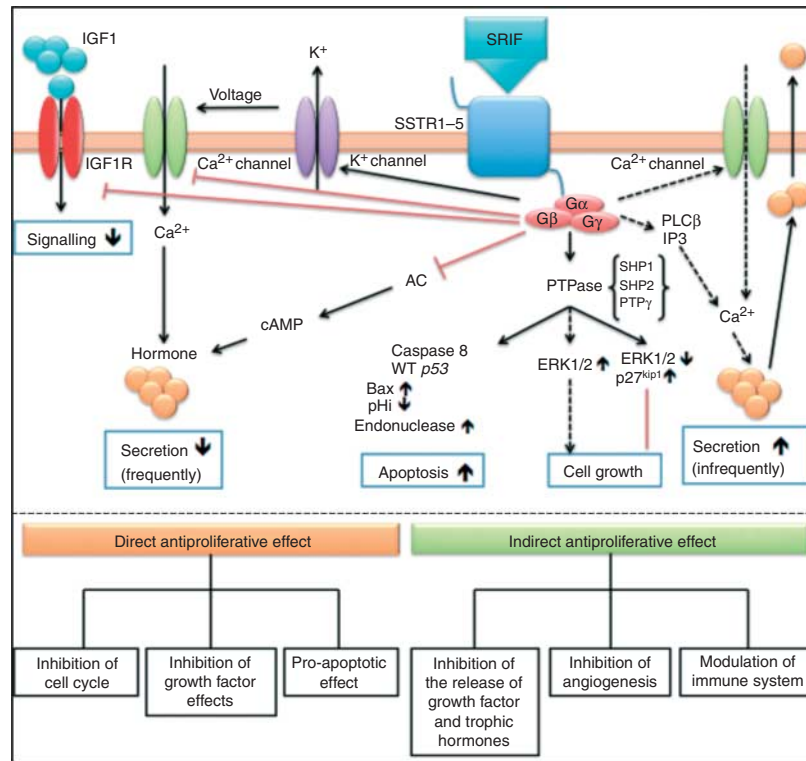 IGF1
K+
SRIF
Voltage
SSTR1–5
IGF1R
Ca2+ channel
K+ channel
Ca2+ channel
Gα
Gβ
Gγ
Signalling
Ca2+
PLCβ
IP3
AC
PTPase
SHP1
SHP2
PTPγ
Ca2+
cAMP
Hormone
Caspase 8
WT p53
Bax
pHi
Endonuclease
ERK1/2
ERK1/2
p27kip1
Secretion
(frequently)
Apoptosis
Cell growth
Secretion
(infrequently)
Direct antiproliferative effect
Indirect antiproliferative effect
Inhibition of
cell cycle
Inhibition of
growth factor
effects
Pro-apoptotic
effect
Inhibition of
the release of
growth factor
and trophic
hormones
Inhibition of
angiogenesis
Modulation of
immune system